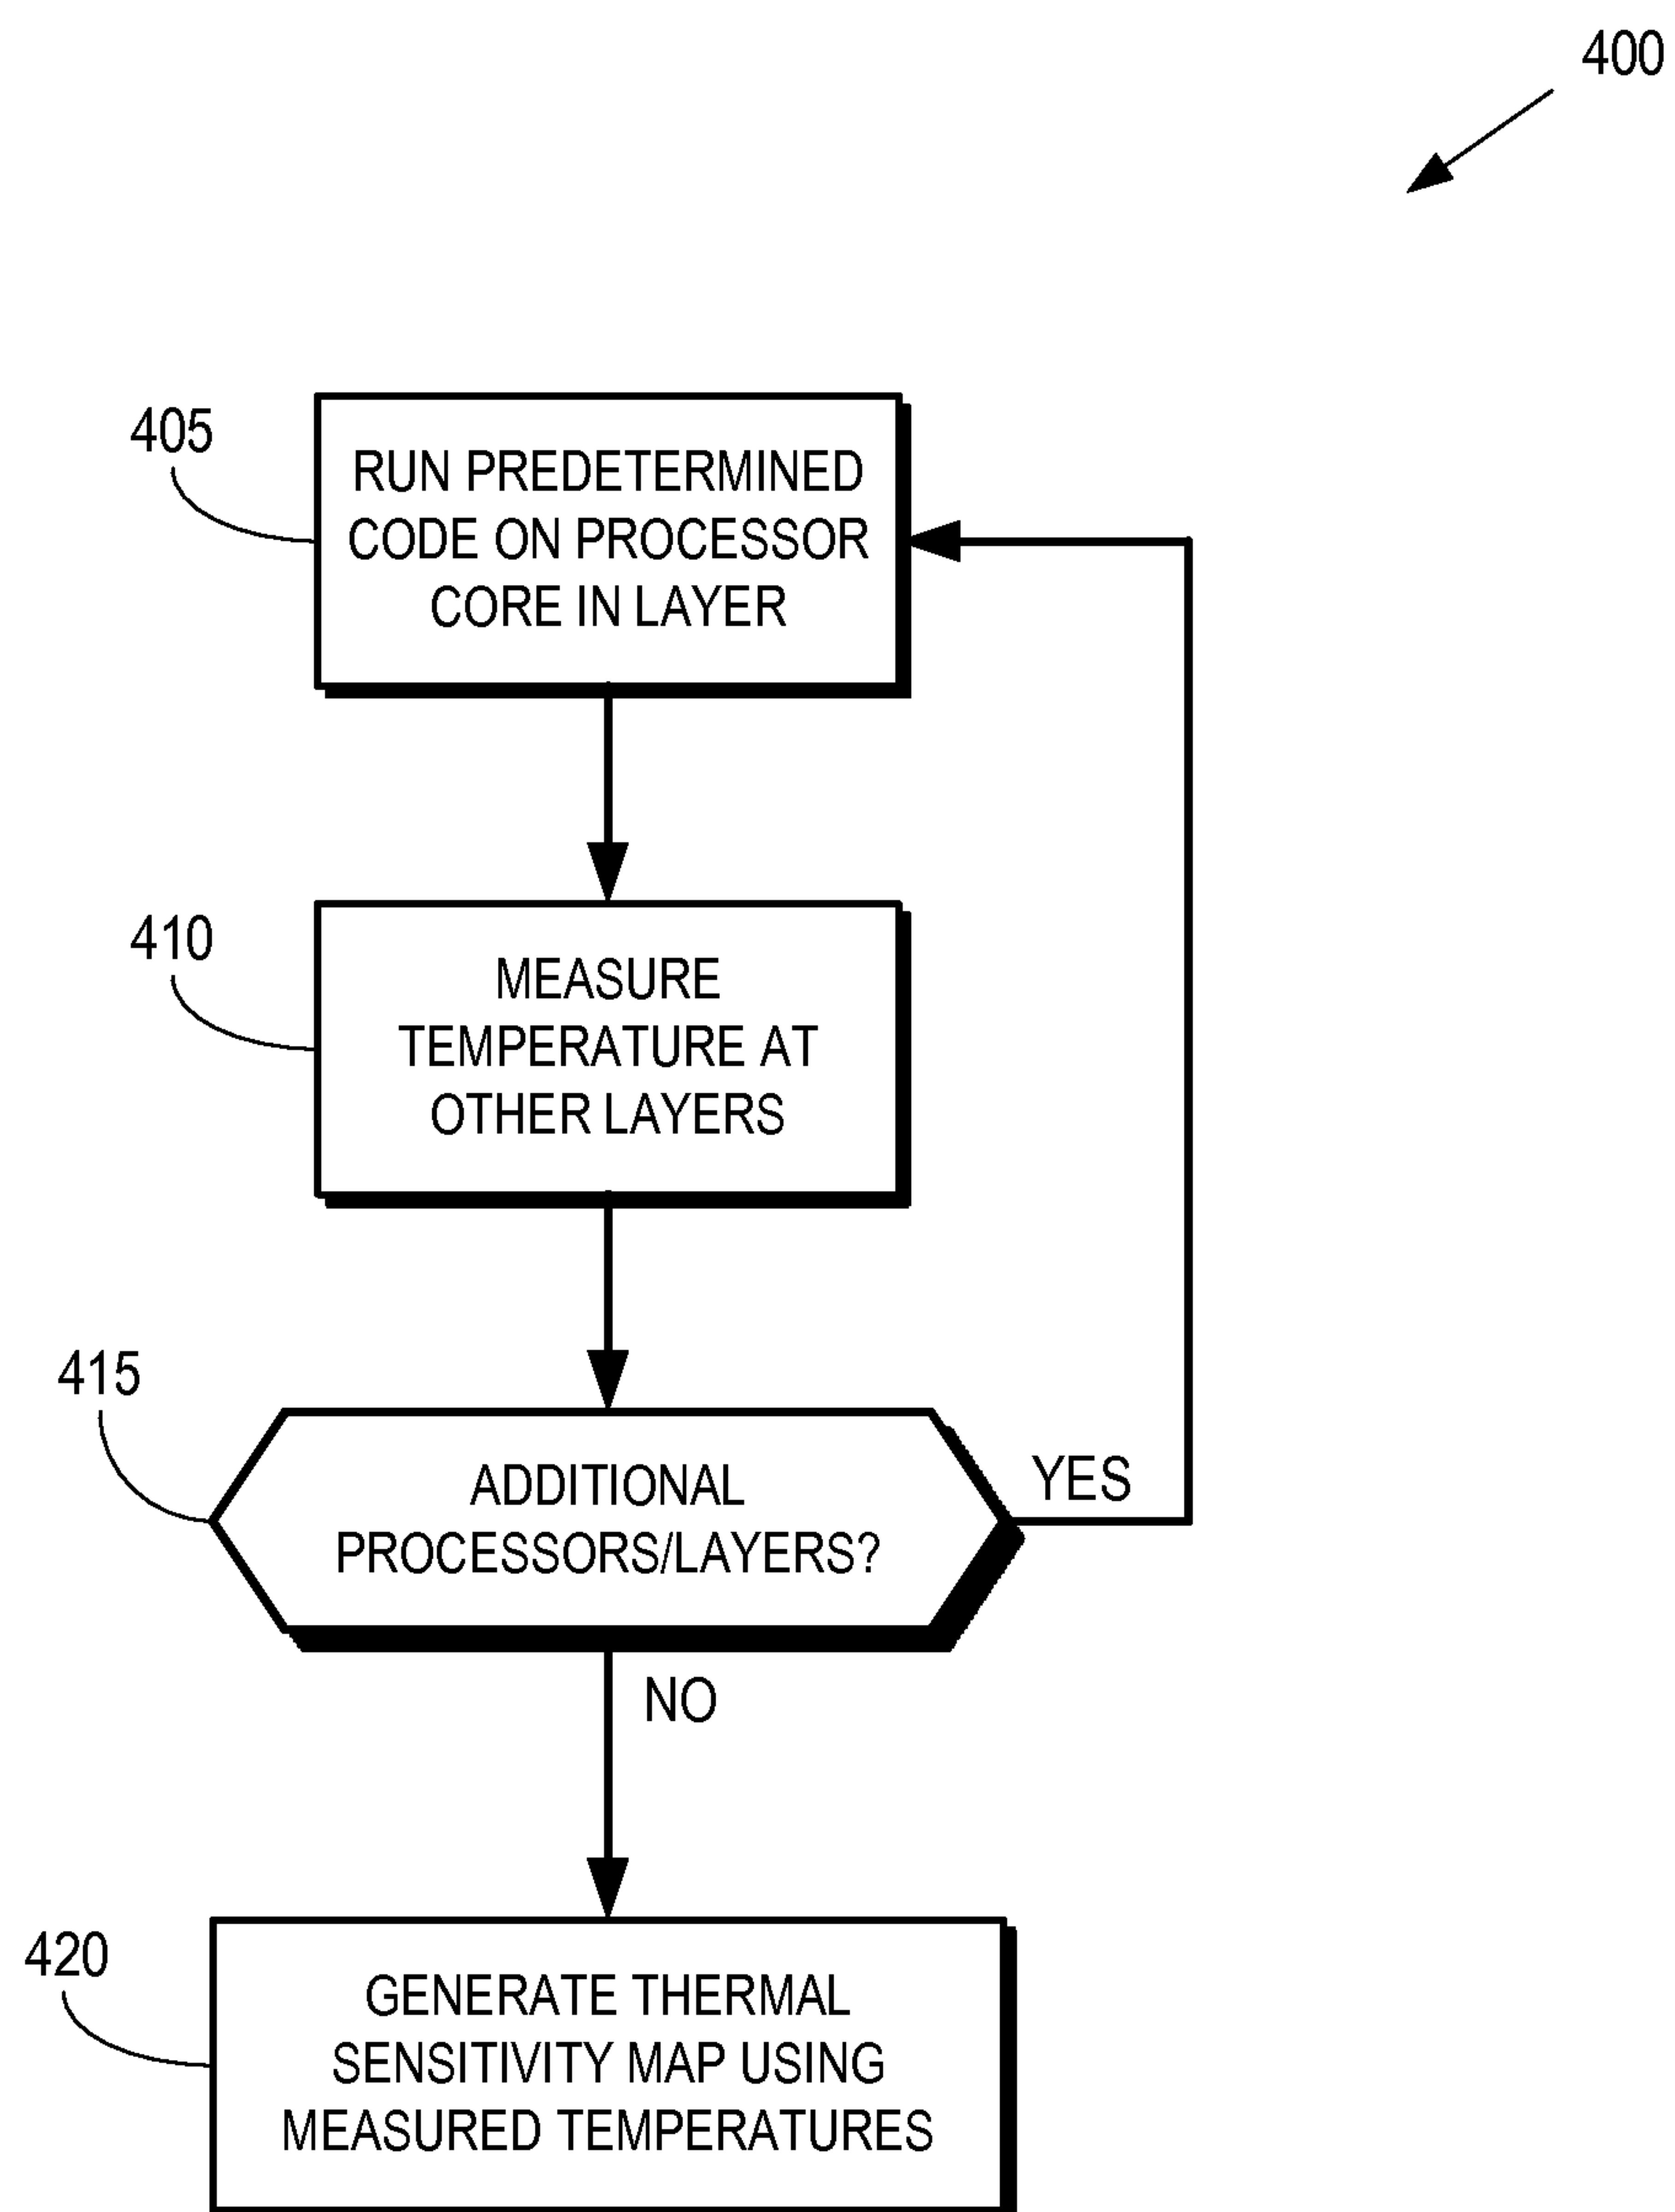 400
405
RUN PREDETERMINED
CODE ON PROCESSOR
CORE IN LAYER
410
MEASURE
TEMPERATURE AT
OTHER LAYERS
415
ADDITIONAL
PROCESSORS/LAYERS?
YES
NO
420
GENERATE THERMAL
SENSITIVITY MAP USING
MEASURED TEMPERATURES